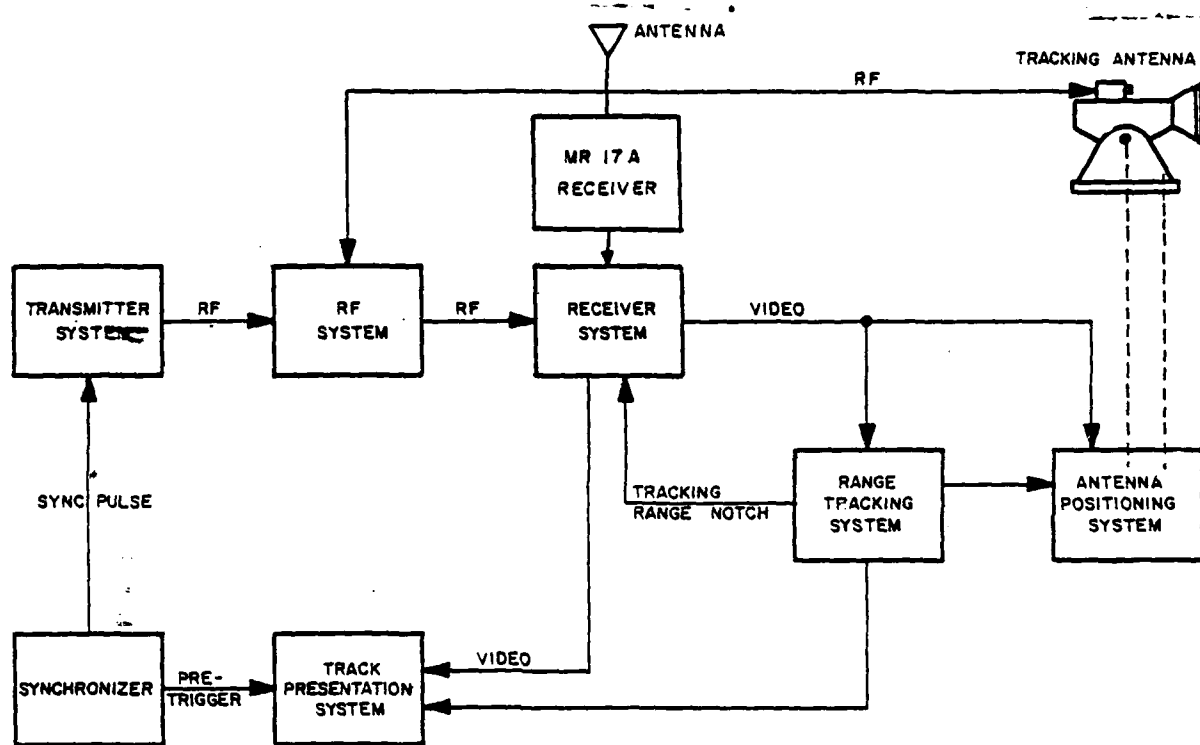 ANTENNA
TRACKING ANTENNA
RF
MR 17A
RECEIVER
TRANSMITTER
SYSTEM
RF
RF
SYSTEM
RF
RECEIVER
SYSTEM
VIDEO
SYNC PULSE
TRACKING
RANGE NOTCH
RANGE
TRACKING
SYSTEM
ANTENNA
POSITIONING
SYSTEM
SYNCHRONIZER
PRE-
TRIGGER
TRACK
PRESENTATION
SYSTEM
VIDEO